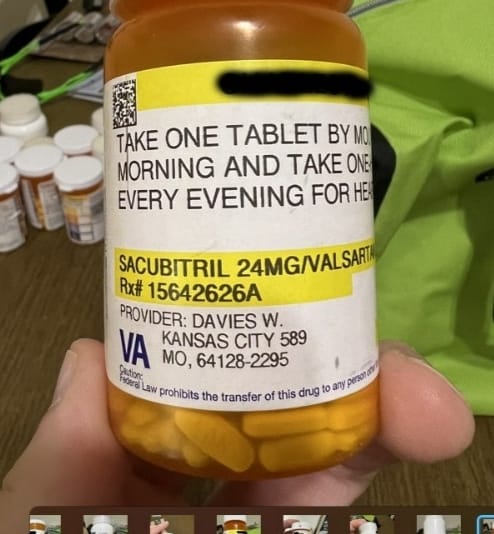 TAKE ONE TABLET BY
MORNING AND TAKE ONE
EVERY EVENING FOR
SACUBITRIL 24MG/VALSARTA
Rx# 15642626A
PROVIDER: DAVIES W.
VA KANSAS CITY 589
MO, 64128-2295
Caution:
Federal Law prohibits the transfer of this drug to any person